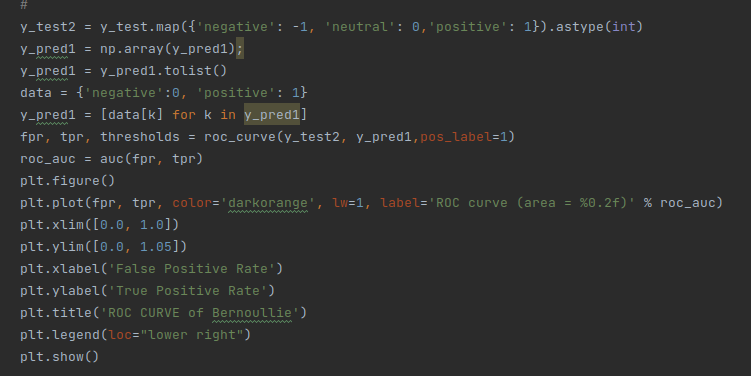 #
y_test2 = y_test.map({'negative': -1, 'neutral': 0,'positive': 1}).astype(int)
y_pred1 = np.array(y_pred1);
y_pred1 = y_pred1.tolist()
data = {'negative':0, 'positive': 1}
y_pred1 = [data[k] for k in y_pred1]
fpr, tpr, thresholds = roc_curve(y_test2, y_pred1,pos_label=1)
roc_auc = auc(fpr, tpr)
plt.figure()
plt.plot(fpr, tpr, color='darkorange', lw=1, label='ROC curve (area = %0.2f)' % roc_auc)
plt.xlim([0.0, 1.0])
plt.ylim([0.0, 1.05])
plt.xlabel('False Positive Rate')
plt.ylabel('True Positive Rate')
plt.title('ROC CURVE of Bernoullie')
plt.legend(loc="lower right")
plt.show()